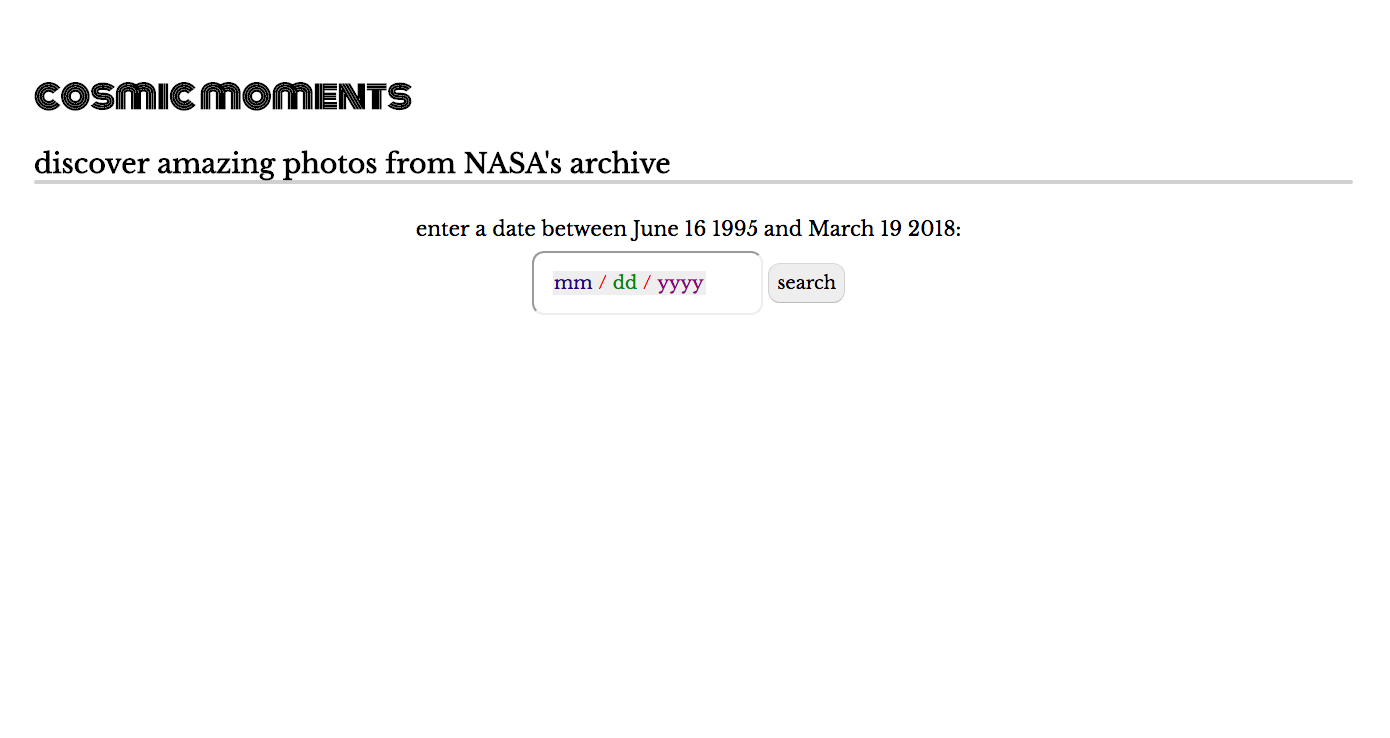 COSMIC MOMENTS
discover amazing photos from NASA's archive
enter a date between June 16 1995 and March 19 2018:
mm / dd / yyyy search